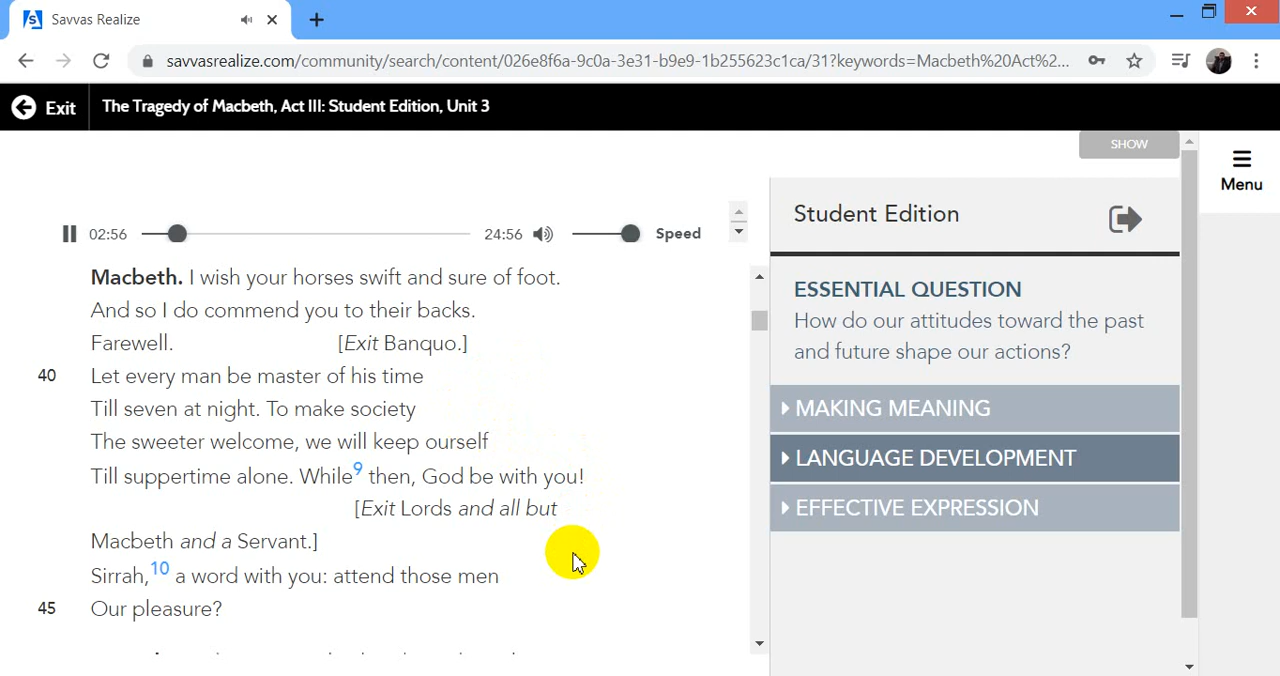 Savvas Realize
savvasrealize.com/community/search/content/026e8f6a-9c0a-3e31-b9e9-1b255623c1ca/31?keywords=Macbeth%20Act%2...
Exit
The Tragedy of Macbeth, Act III: Student Edition, Unit 3
SHOW
Menu
02:56
24:56
Speed
Macbeth. I wish your horses swift and sure of foot.
And so I do commend you to their backs.
Farewell. [Exit Banquo.]
40 Let every man be master of his time
Till seven at night. To make society
The sweeter welcome, we will keep ourself
Till suppertime alone. While9 then, God be with you!
[Exit Lords and all but
Macbeth and a Servant.]
Sirrah,10 a word with you: attend those men
45 Our pleasure?
Student Edition
ESSENTIAL QUESTION
How do our attitudes toward the past
and future shape our actions?
MAKING MEANING
LANGUAGE DEVELOPMENT
EFFECTIVE EXPRESSION